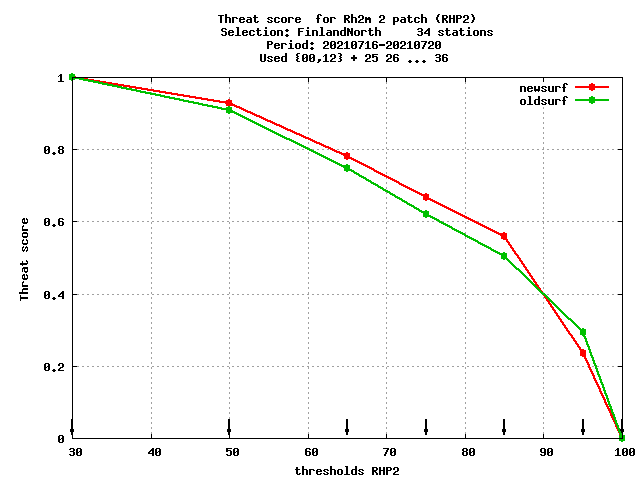 Threat score  for Rh2m 2 patch (RHP2)
Selection: FinlandNorth     34 stations
Period: 20210716-20210720
Used {00,12} + 25 26 ... 36
newsurf
oldsurf
1
0.8
0.6
0.4
0.2
0
Threat score
30 40 50 60 70 80 90 100
thresholds RHP2